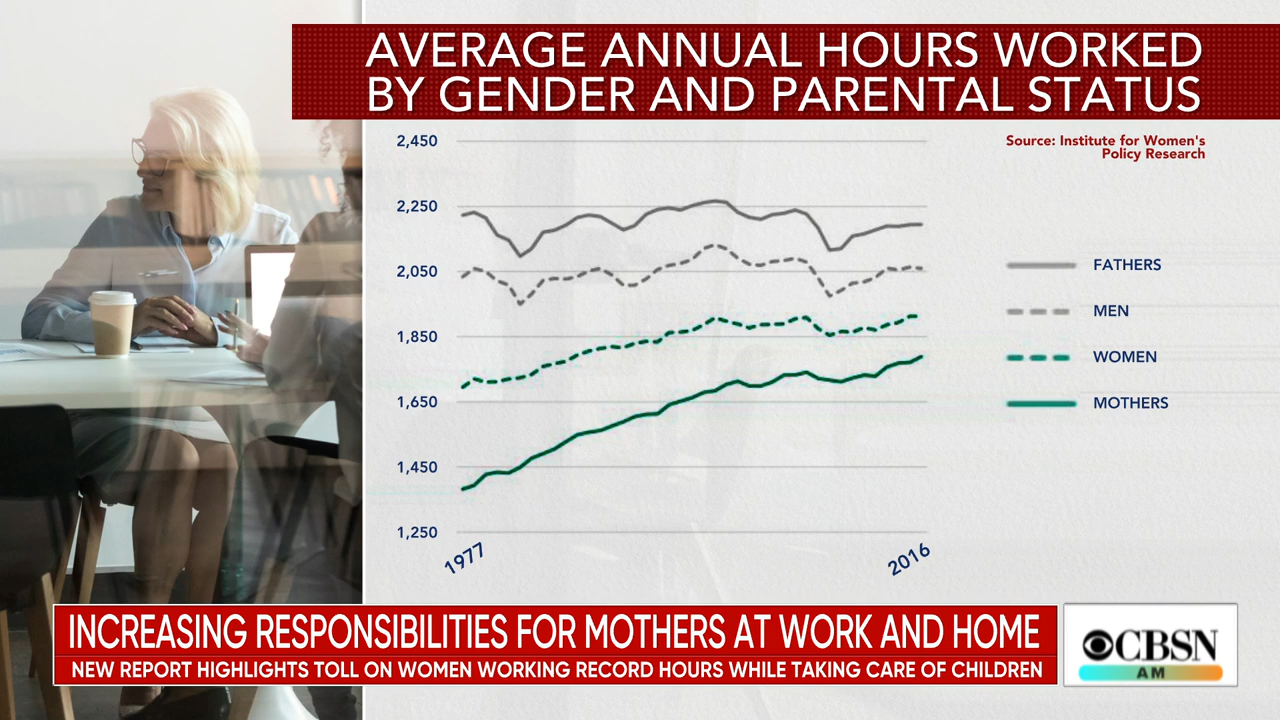 AVERAGE ANNUAL HOURS WORKED
BY GENDER AND PARENTAL STATUS
Source: Institute for Women's
Policy Research
2,450
2,250
2,050
1,850
1,650
1,450
1,250
1977
2016
FATHERS
MEN
WOMEN
MOTHERS
INCREASING RESPONSIBILITIES FOR MOTHERS AT WORK AND HOME
NEW REPORT HIGHLIGHTS TOLL ON WOMEN WORKING RECORD HOURS WHILE TAKING CARE OF CHILDREN
CBSN
AM